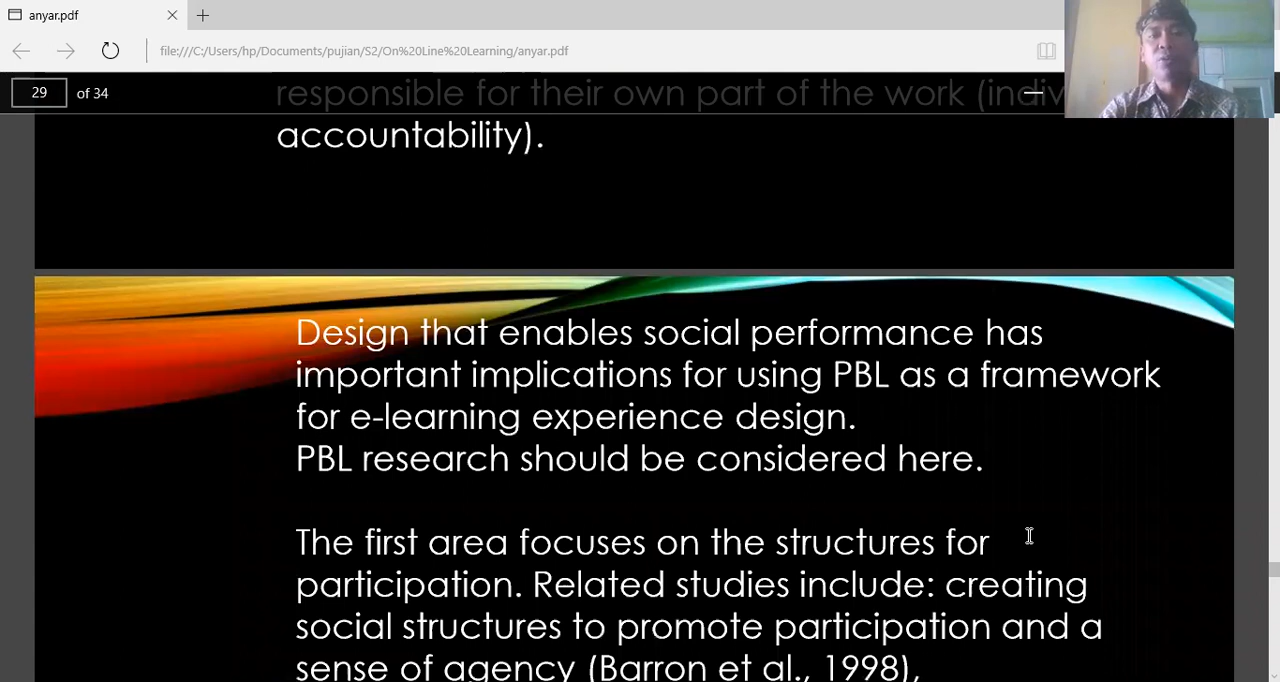 anyar.pdf
file:///C:/Users/hp/Documents/pujian/S2/On%20Line%20Learning/anyar.pdf
29 of 34
responsible for their own part of the work
accountability).
Design that enables social performance has
important implications for using PBL as a framework
for e-learning experience design.
PBL research should be considered here.
The first area focuses on the structures for
participation. Related studies include: creating
social structures to promote participation and a
sense of agency (Barron et al., 1998),